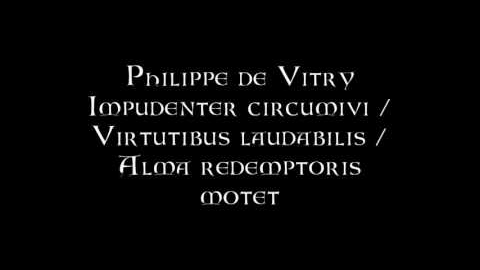 Philippe de Vitry
Impudenter circumivi /
Virtutibus laudabilis /
Alma redemptoris
motet